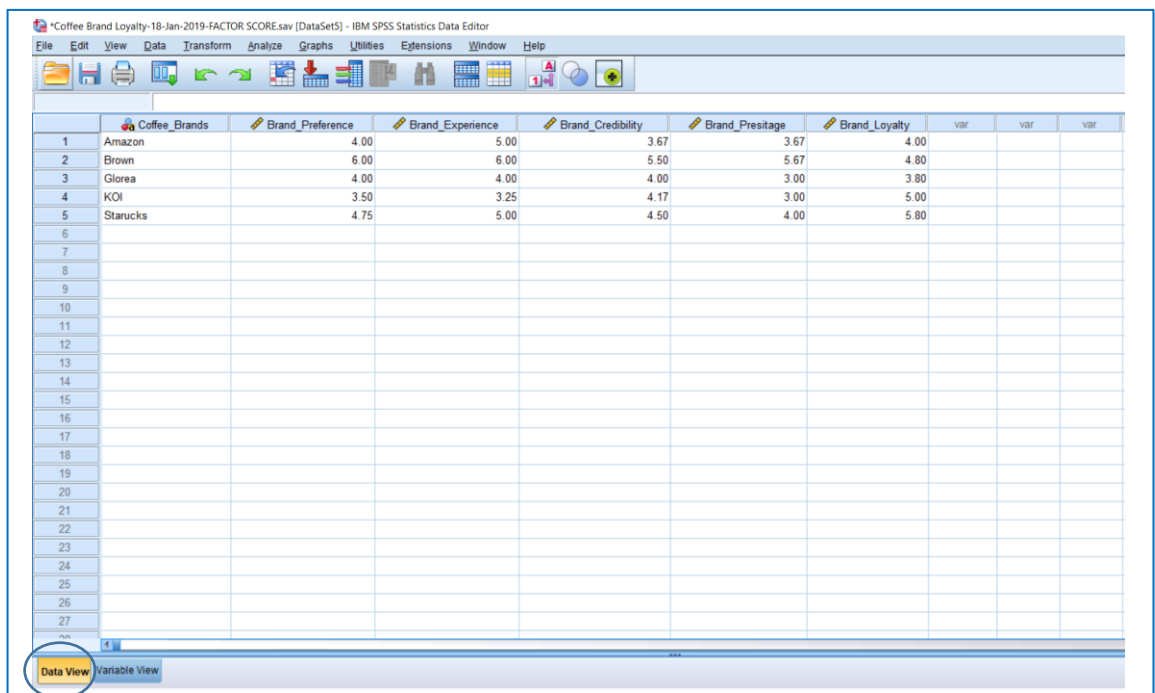 *Coffee Brand Loyalty-18-Jan-2019-FACTOR SCORE.sav [DataSet5] - IBM SPSS Statistics Data Editor
File Edit View Data Transform Analyze Graphs Utilities Extensions Window Help
Coffee_Brands Brand_Preference Brand_Experience Brand_Credibility Brand_Presitage Brand_Loyalty var var var
1 Amazon 4.00 5.00 3.67 3.67 4.00
2 Brown 6.00 6.00 5.50 5.67 4.80
3 Glorea 4.00 4.00 4.00 3.00 3.80
4 KOI 3.50 3.25 4.17 3.00 5.00
5 Starucks 4.75 5.00 4.50 4.00 5.80
6
7
8
9
10
11
12
13
14
15
16
17
18
19
20
21
22
23
24
25
26
27
28
Data View Variable View